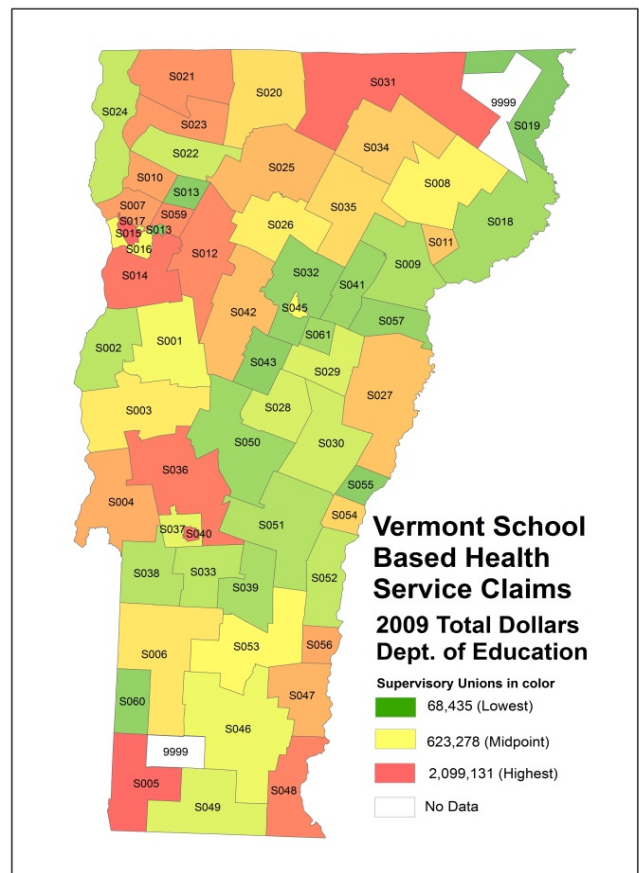 S021
S020
S031
S024
9999
S019
S023
S034
S022
S025
S010
S008
S013
S007
S035
S018
S017
S059
S026
S015
S013
S011
S016
S012
S009
S014
S032
S041
S042
S045
S057
S061
S001
S002
S043
S029
S027
S003
S028
S050
S030
S036
S055
S004
S054
S051
S037
S040
Vermont School
Based Health
Service Claims
S038
S033
S052
S039
2009 Total Dollars
Dept. of Education
S006
S053
S056
Supervisory Unions in color
S060
S047
68,435 (Lowest)
S046
623,278 (Midpoint)
9999
2,099,131 (Highest)
S005
S048
S049
No Data